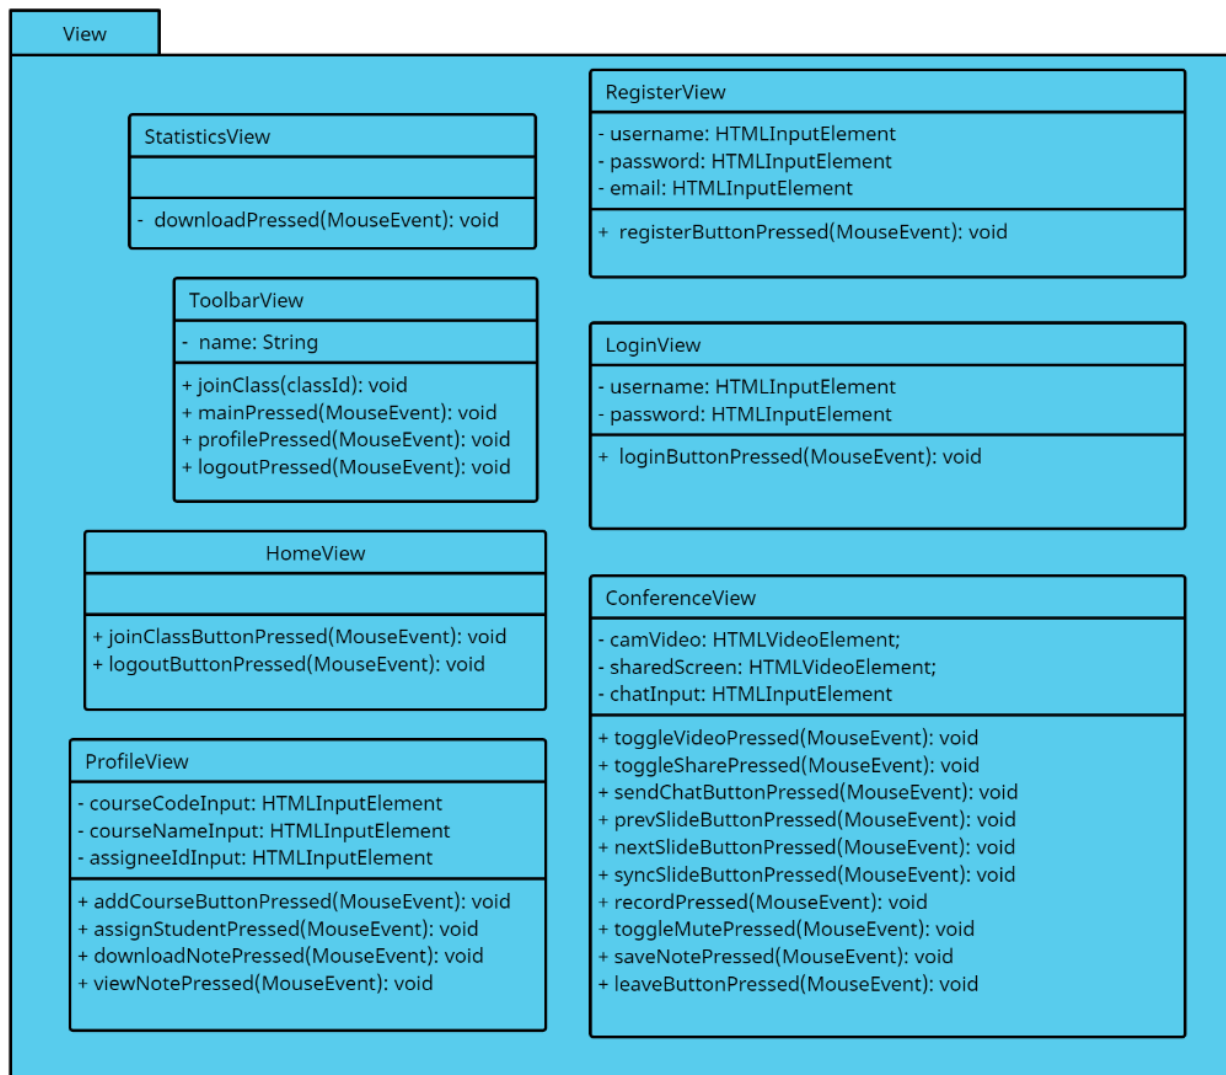 View
StatisticsView
-  downloadPressed(MouseEvent): void
ToolbarView
-  name: String
+ joinClass(classId): void
+ mainPressed(MouseEvent): void
+ profilePressed(MouseEvent): void
+ logoutPressed(MouseEvent): void
HomeView
+ joinClassButtonPressed(MouseEvent): void
+ logoutButtonPressed(MouseEvent): void
ProfileView
- courseCodeInput: HTMLInputElement
- courseNameInput: HTMLInputElement
- assigneeIdInput: HTMLInputElement
+ addCourseButtonPressed(MouseEvent): void
+ assignStudentPressed(MouseEvent): void
+ downloadNotePressed(MouseEvent): void
+ viewNotePressed(MouseEvent): void
RegisterView
- username: HTMLInputElement
- password: HTMLInputElement
- email: HTMLInputElement
+  registerButtonPressed(MouseEvent): void
LoginView
- username: HTMLInputElement
- password: HTMLInputElement
+  loginButtonPressed(MouseEvent): void
ConferenceView
- camVideo: HTMLVideoElement;
- sharedScreen: HTMLVideoElement;
- chatInput: HTMLInputElement
+ toggleVideoPressed(MouseEvent): void
+ toggleSharePressed(MouseEvent): void
+ sendChatButtonPressed(MouseEvent): void
+ prevSlideButtonPressed(MouseEvent): void
+ nextSlideButtonPressed(MouseEvent): void
+ syncSlideButtonPressed(MouseEvent): void
+ recordPressed(MouseEvent): void
+ toggleMutePressed(MouseEvent): void
+ saveNotePressed(MouseEvent): void
+ leaveButtonPressed(MouseEvent): void